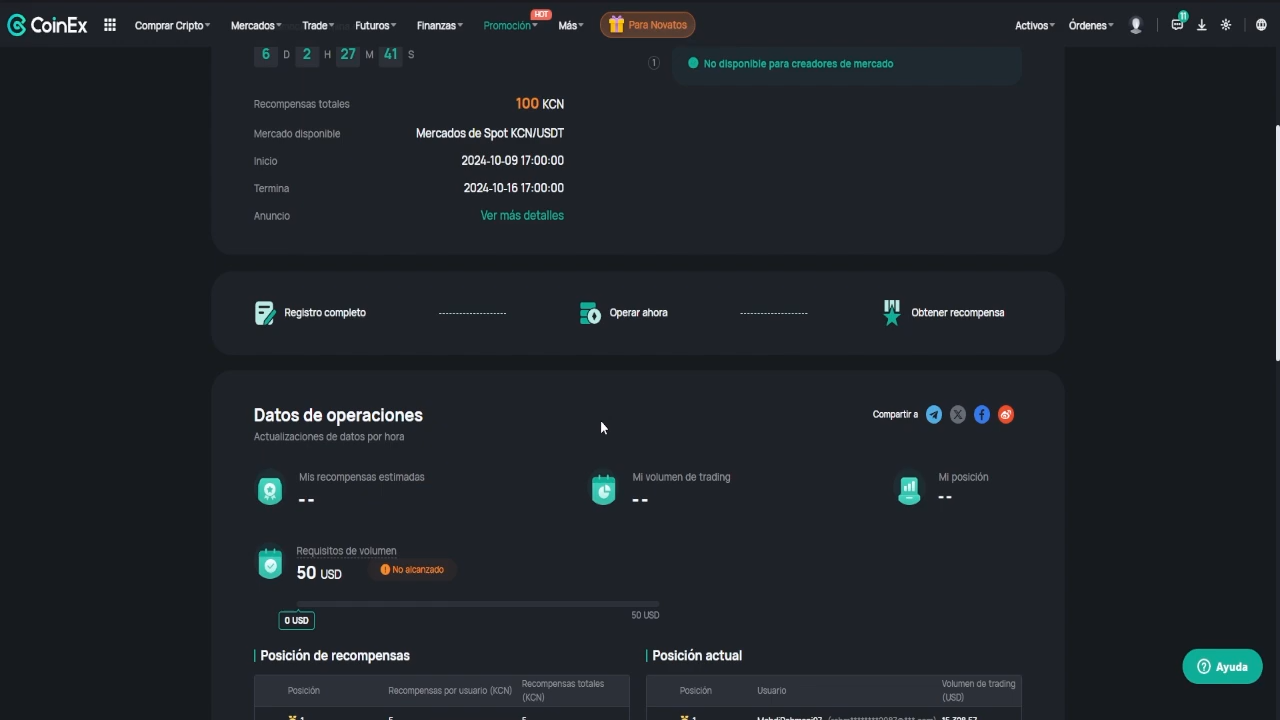 CoinEx Comprar Cripto Mercados Trade Futuros Finanzas Promoción HOT Más Para Novatos Activos Órdenes 11
6 D 2 H 27 M 41 S
1 No disponible para creadores de mercado
Recompensas totales 100 KCN
Mercado disponible Mercados de Spot KCN/USDT
Inicio 2024-10-09 17:00:00
Termina 2024-10-16 17:00:00
Anuncio Ver más detalles
Registro completo Operar ahora Obtener recompensa
Datos de operaciones Compartir a
Actualizaciones de datos por hora
Mis recompensas estimadas Mi volumen de trading Mi posición
-- -- --
Requisitos de volumen
50 USD No alcanzado
0 USD 50 USD
Posición de recompensas Posición actual
Ayuda
Posición Recompensas por usuario (KCN) Recompensas totales (KCN) Posición Usuario Volumen de trading (USD)
1 5 5 1